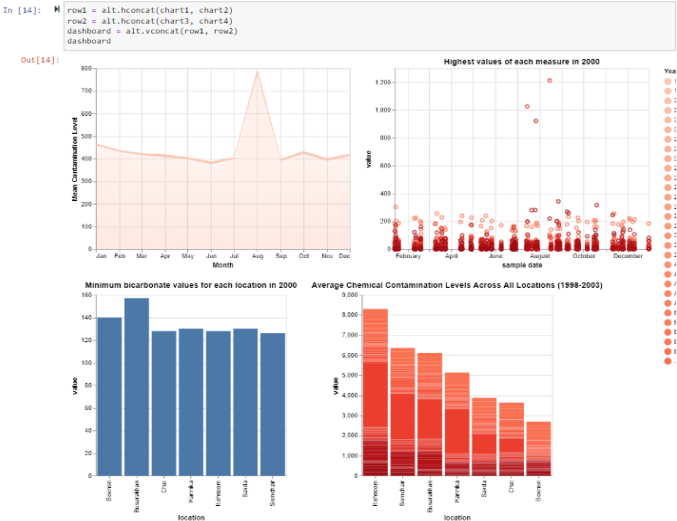 In [14]:
row1 = alt.hconcat(chart1, chart2)
row2 = alt.hconcat(chart3, chart4)
dashboard = alt.vconcat(row1, row2)
dashboard
Out[14]:
800
700
600
500
400
300
200
100
0
Mean Contamination Level
Jan Feb Mar Apr May Jun Jul Aug Sep Oct Nov Dec
Month
Highest values of each measure in 2000
1,200
1,000
800
600
400
200
0
value
February April June August October December
sample date
Yea
Minimum bicarbonate values for each location in 2000
160
140
120
100
80
60
40
20
0
value
Boonsri Busarakhan Chai Kannika Kohsoom Sakda Somchair
location
Average Chemical Contamination Levels Across All Locations (1998-2003)
9,000
8,000
7,000
6,000
5,000
4,000
3,000
2,000
1,000
0
value
Kohsoom Somchair Busarakhan Kannika Sakda Chai Boonsri
location